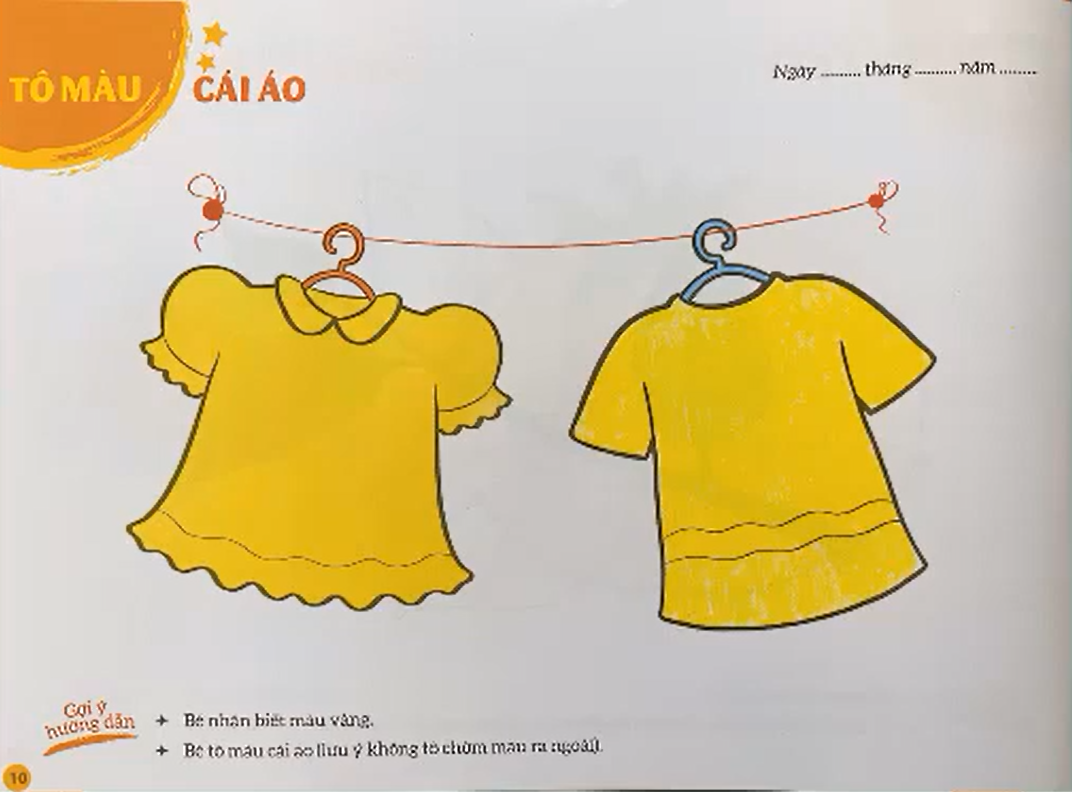 TÔ MÀU CÁI ÁO
Ngày ......... tháng ......... năm ........
Gợi ý
hướng dẫn
Bé nhận biết màu vàng.
Bé tô màu cái áo (lưu ý không tô chờm màu ra ngoài).
10